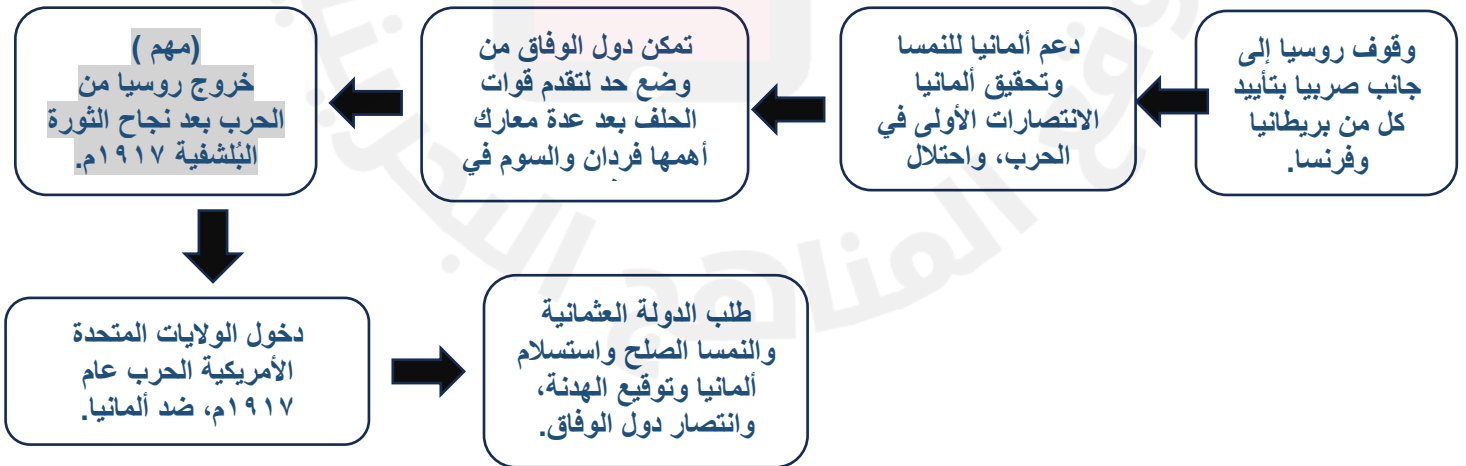 وقوف روسيا إلى
جانب صربيا بتأييد
كل من بريطانيا
وفرنسا.
دعم ألمانيا للنمسا
وتحقيق ألمانيا
الانتصارات الأولى في
الحرب، واحتلال
تمكن دول الوفاق من
وضع حد لتقدم قوات
الحلف بعد عدة معارك
أهمها فردان والسوم في
(مهم )
خروج روسيا من
الحرب بعد نجاح الثورة
البُلشفية ١٩١٧م.
دخول الولايات المتحدة
الأمريكية الحرب عام
١٩١٧م، ضد ألمانيا.
طلب الدولة العثمانية
والنمسا الصلح واستسلام
ألمانيا وتوقيع الهدنة،
وانتصار دول الوفاق.
المناهج